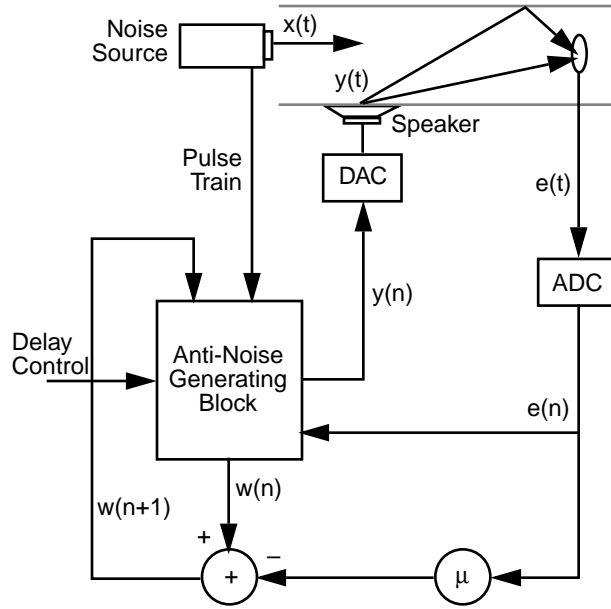 Noise
Source
x(t)
y(t)
Speaker
Pulse
Train
DAC
e(t)
ADC
y(n)
Delay
Control
Anti-Noise
Generating
Block
e(n)
w(n)
w(n+1)
+
–
+
μ